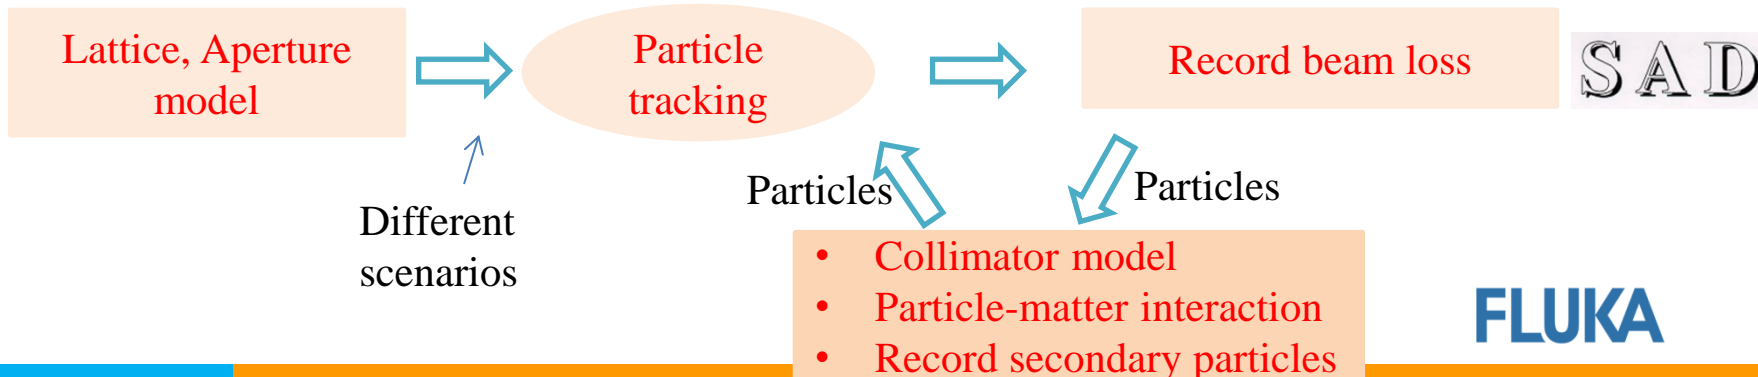 Lattice, Aperture
model
Particle
tracking
Record beam loss
SAD
Different
scenarios
Particles
Particles
• Collimator model
• Particle-matter interaction
• Record secondary particles
FLUKA